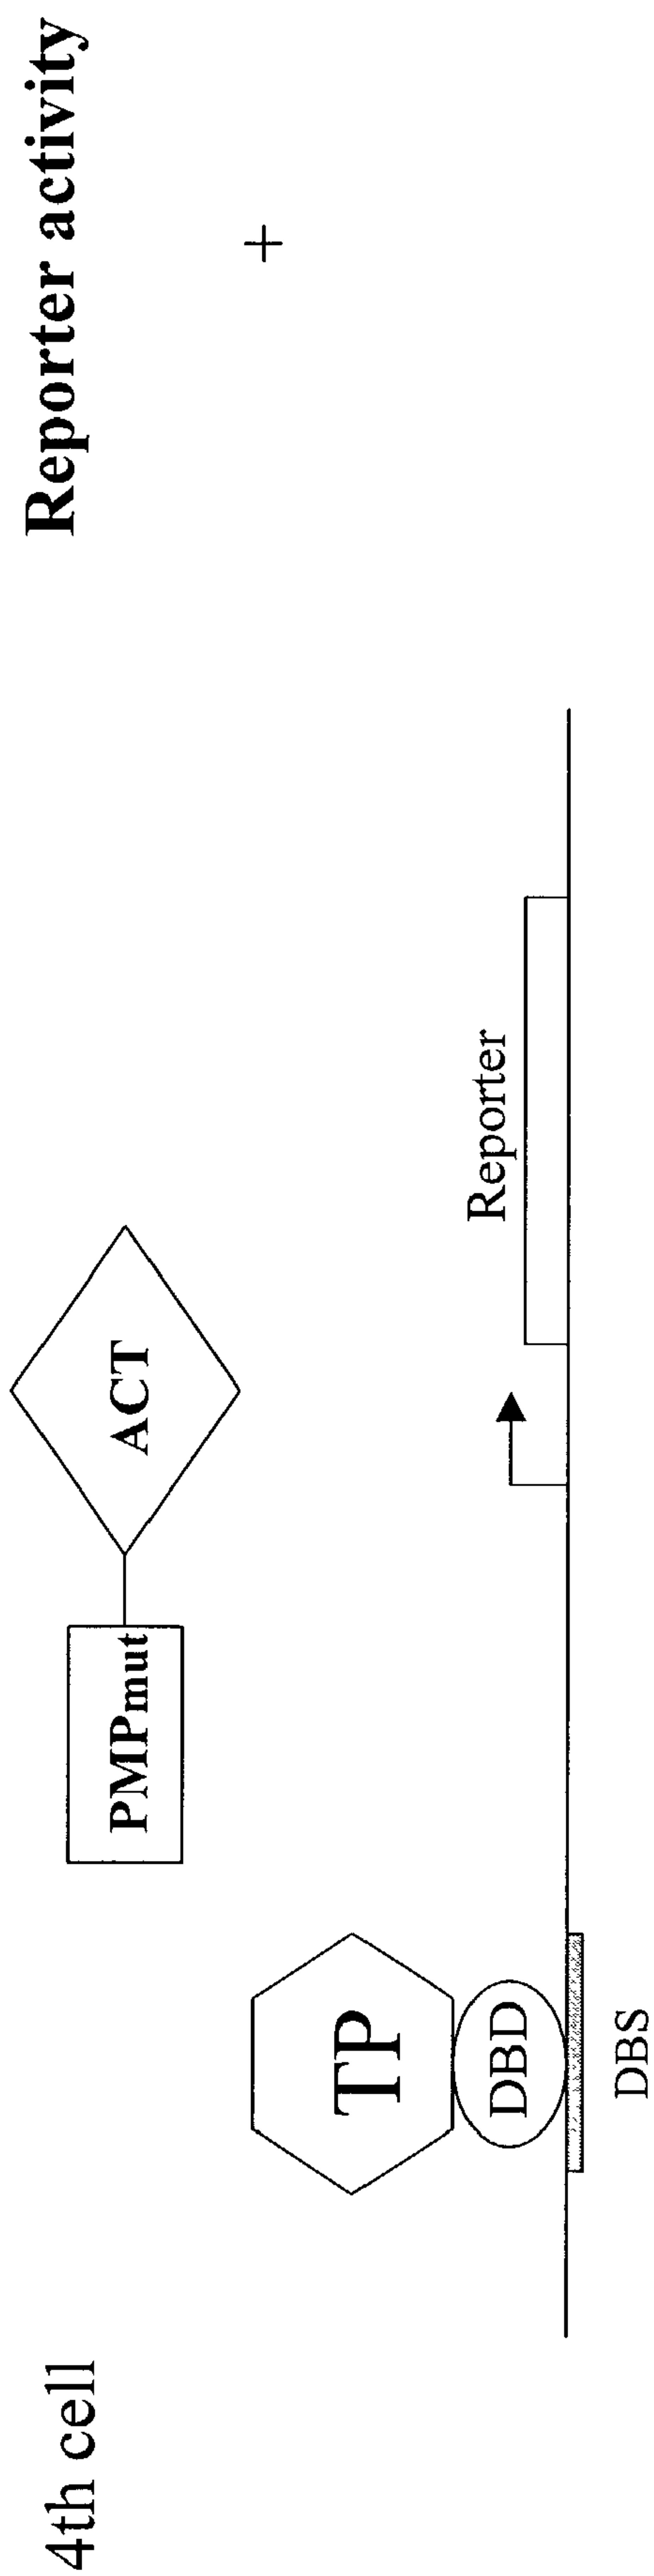 4th cell
Reporter activity
PMPmut
ACT
+
TP
DBD
Reporter
DBS